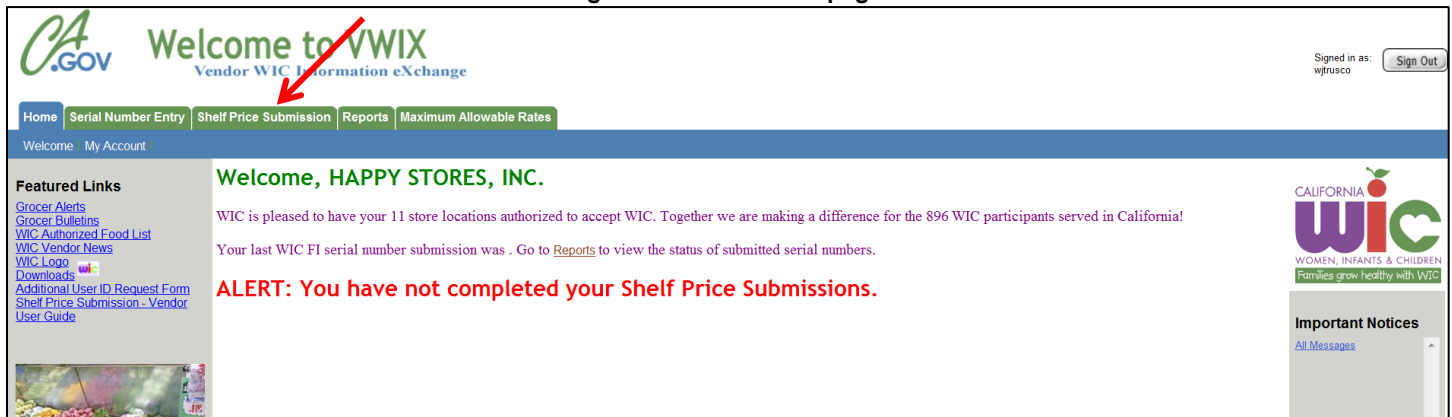 CA.GOV
Welcome to VWIX
Vendor WIC Information eXchange
Signed in as:
wjtrusco
Sign Out
Home Serial Number Entry Shelf Price Submission Reports Maximum Allowable Rates
Welcome | My Account |
Featured Links
Grocer Alerts
Grocer Bulletins
WIC Authorized Food List
WIC Vendor News
WIC Logo
Downloads wic
Additional User ID Request Form
Shelf Price Submission - Vendor
User Guide
Welcome, HAPPY STORES, INC.
WIC is pleased to have your 11 store locations authorized to accept WIC. Together we are making a difference for the 896 WIC participants served in California!
Your last WIC FI serial number submission was . Go to Reports to view the status of submitted serial numbers.
ALERT: You have not completed your Shelf Price Submissions.
CALIFORNIA
wic
WOMEN, INFANTS & CHILDREN
Families grow healthy with WIC
Important Notices
All Messages